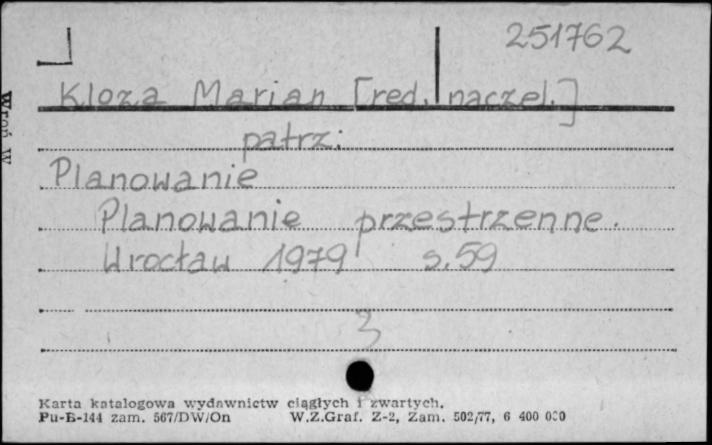 251762
Kloza Marian [red. naczel.]
patrz:
Planowanie
Planowanie przestrzenne.
Wrocław 1979 s.59
3
Karta katalogowa wydawnictw ciągłych i zwartych.
Pu-B-144 zam. 567/DW/On W.Z.Graf. Z-2, Zam. 502/77, 6 400 000